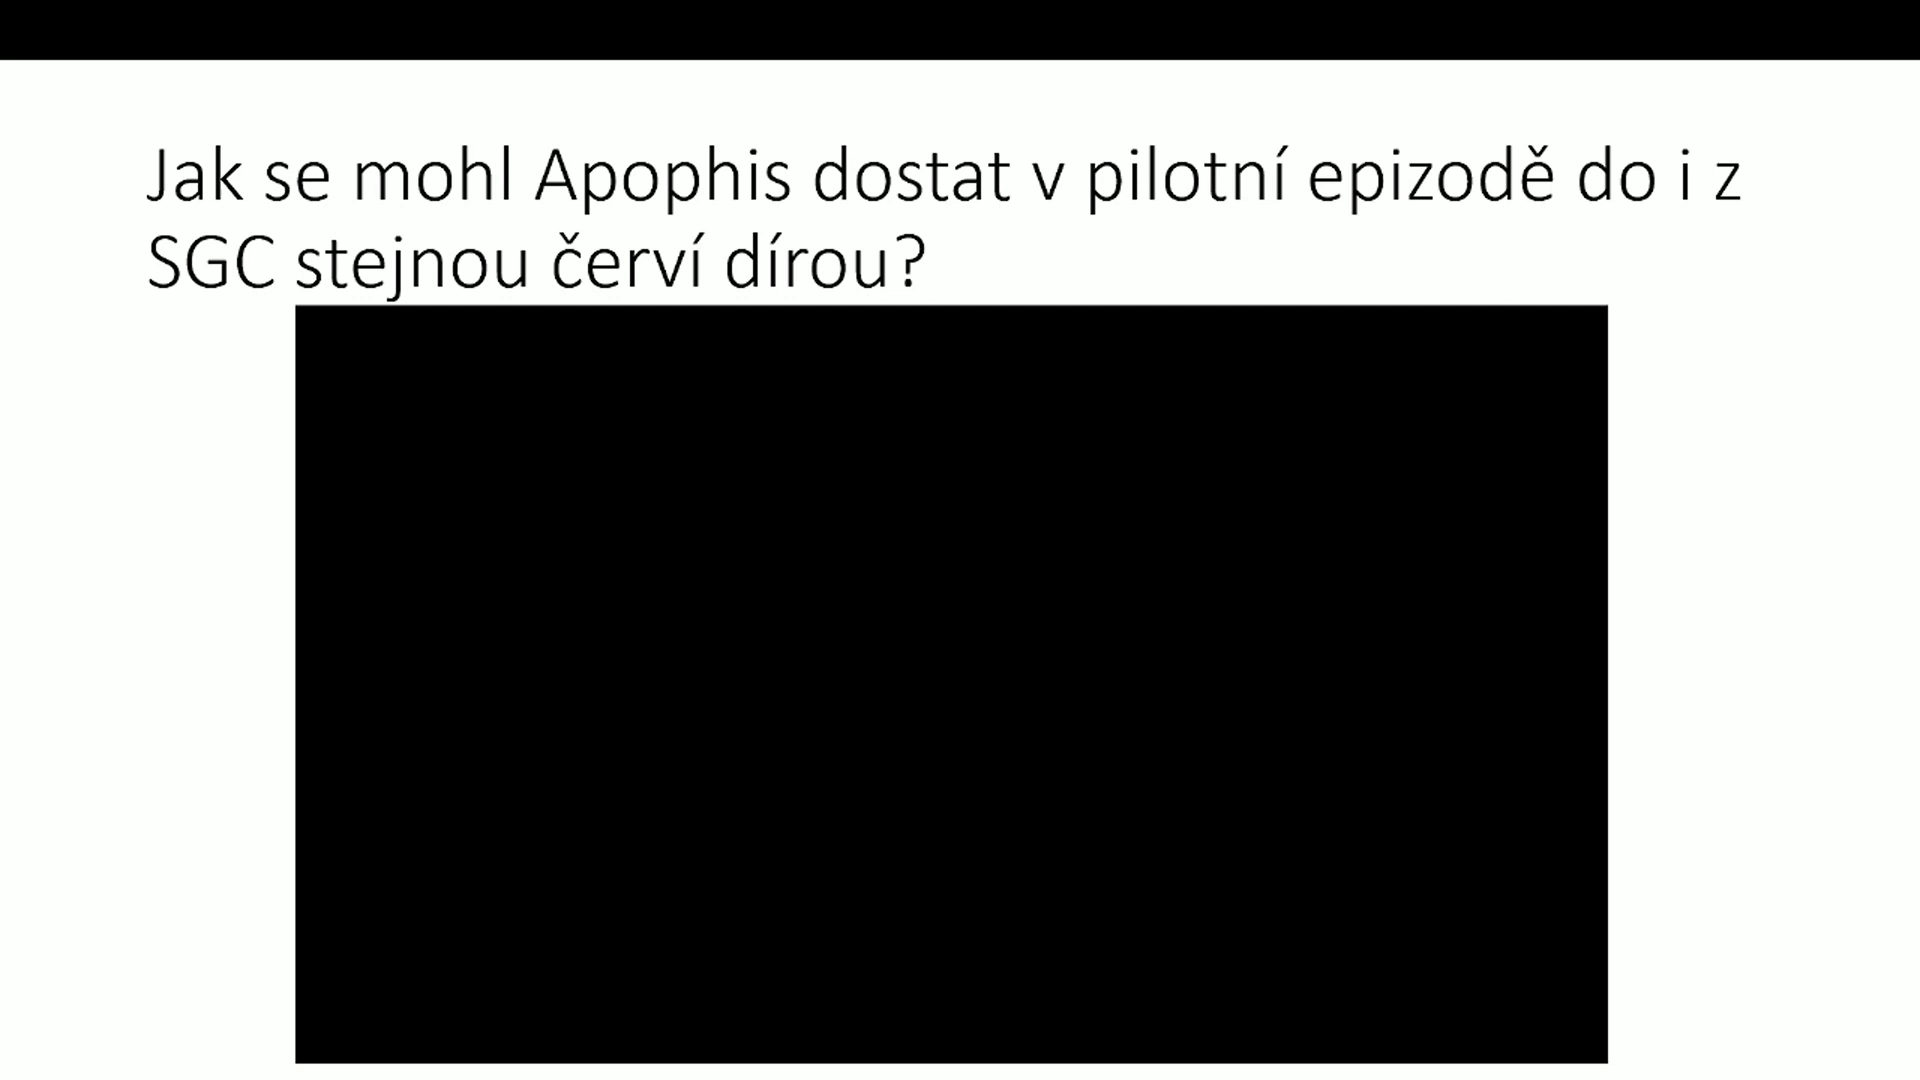 Jak se mohl Apophis dostat v pilotní epizodě do i z
SGC stejnou červí dírou?